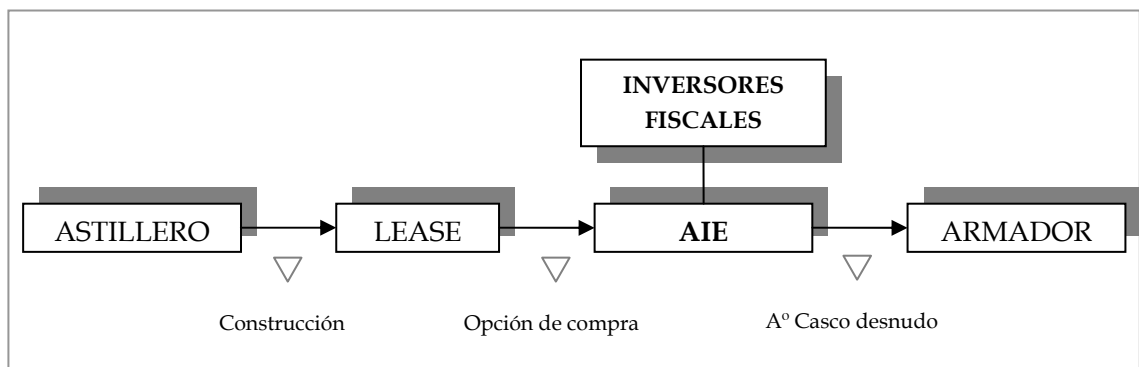 INVERSORES
FISCALES
ASTILLERO
LEASE
AIE
ARMADOR
Construcción
Opción de compra
Aº Casco desnudo